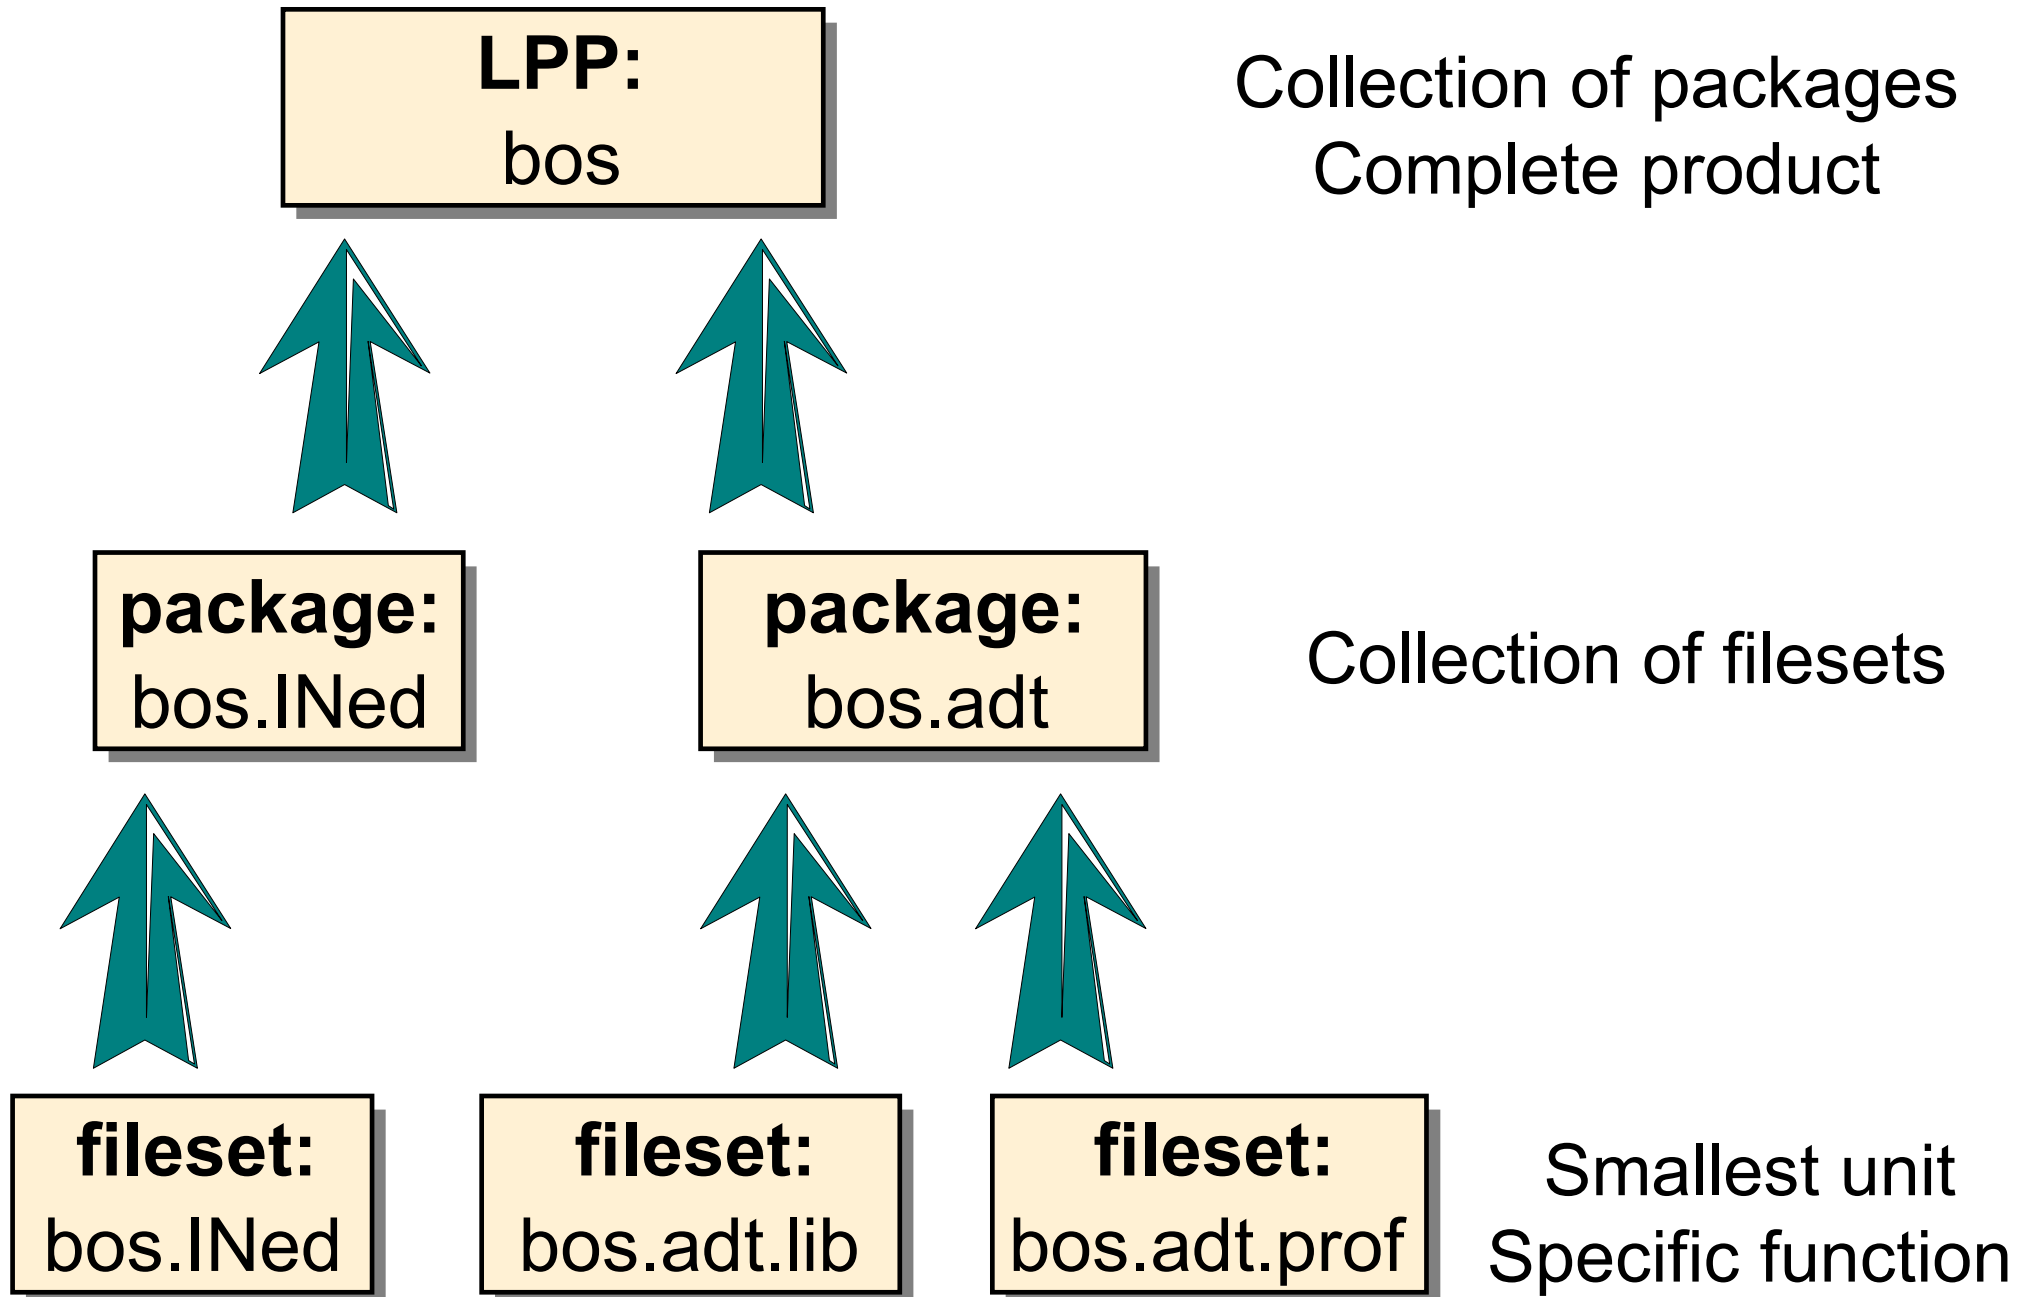 LPP:
bos
Collection of packages
Complete product
package:
bos.INed
package:
bos.adt
Collection of filesets
fileset:
bos.INed
fileset:
bos.adt.lib
fileset:
bos.adt.prof
Smallest unit
Specific function